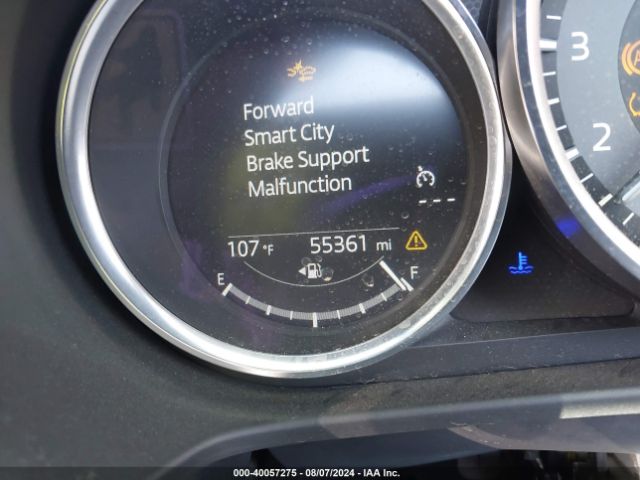 Forward
Smart City
Brake Support
Malfunction
---
107 °F 55361 mi
E F
3
2
000-40057275 - 08/07/2024 - IAA Inc.